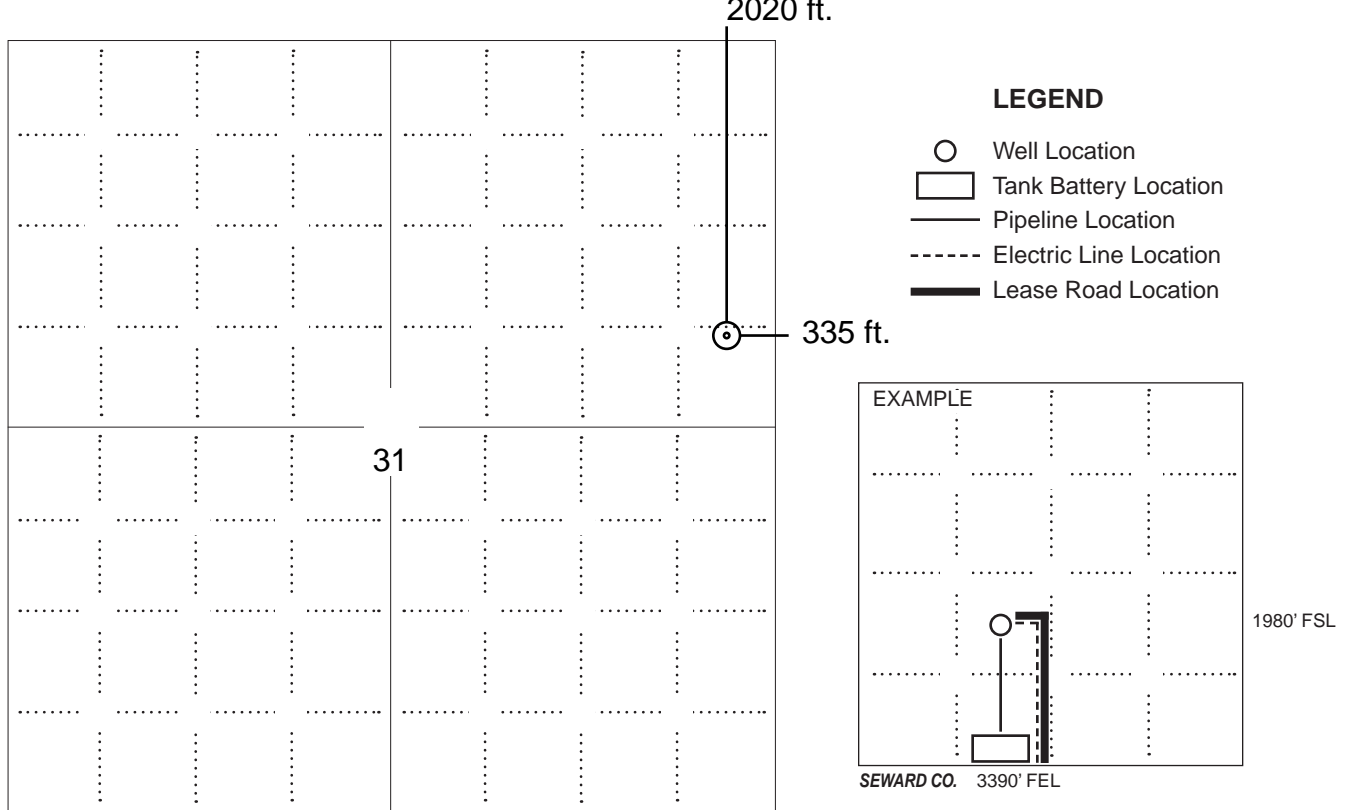 2020 ft.
LEGEND
Well Location
Tank Battery Location
Pipeline Location
Electric Line Location
Lease Road Location
335 ft.
EXAMPLE
31
1980' FSL
SEWARD CO. 3390' FEL